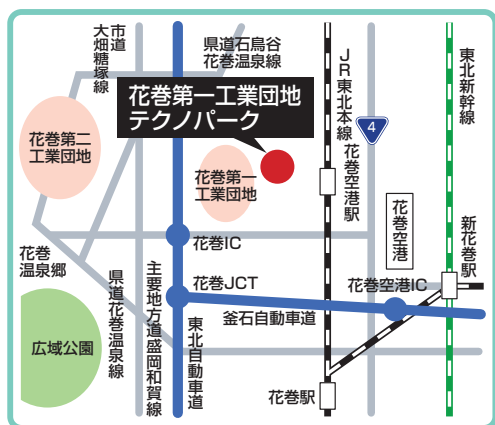 市道
大畑糖塚線
県道石鳥谷
花巻温泉線
花巻第一工業団地
テクノパーク
JR東北本線
花巻空港駅
4
東北新幹線
花巻第二
工業団地
花巻第一
工業団地
花巻空港
新花巻駅
花巻IC
花巻
温泉郷
花巻JCT
花巻空港IC
釜石自動車道
県道花巻温泉線
主要地方道盛岡和賀線
東北自動車道
広域公園
花巻駅